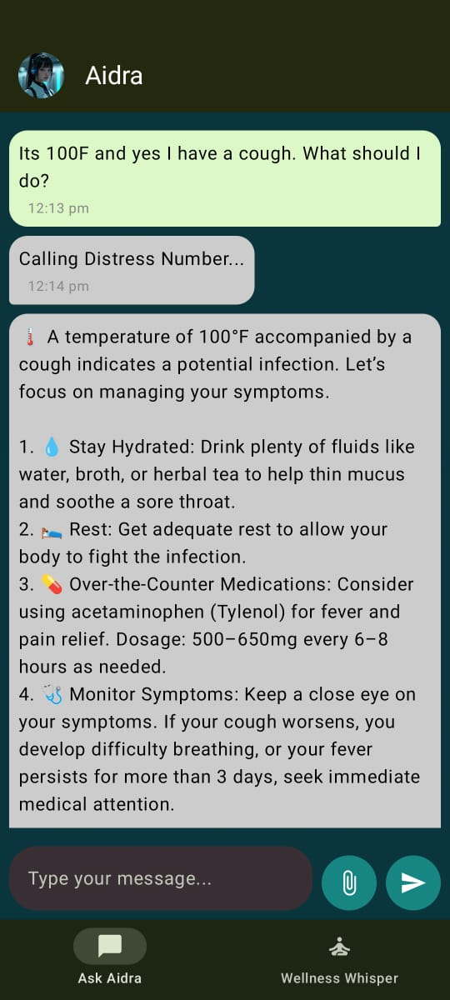 Aidra
Its 100F and yes I have a cough. What should I
do?
12:13 pm
Calling Distress Number...
12:14 pm
🌡️ A temperature of 100°F accompanied by a
cough indicates a potential infection. Let’s
focus on managing your symptoms.
1. 💧 Stay Hydrated: Drink plenty of fluids like
water, broth, or herbal tea to help thin mucus
and soothe a sore throat.
2. 🛌 Rest: Get adequate rest to allow your
body to fight the infection.
3. 💊 Over-the-Counter Medications: Consider
using acetaminophen (Tylenol) for fever and
pain relief. Dosage: 500–650mg every 6–8
hours as needed.
4. 🩺 Monitor Symptoms: Keep a close eye on
your symptoms. If your cough worsens, you
develop difficulty breathing, or your fever
persists for more than 3 days, seek immediate
medical attention.
Type your message...
Ask Aidra
Wellness Whisper